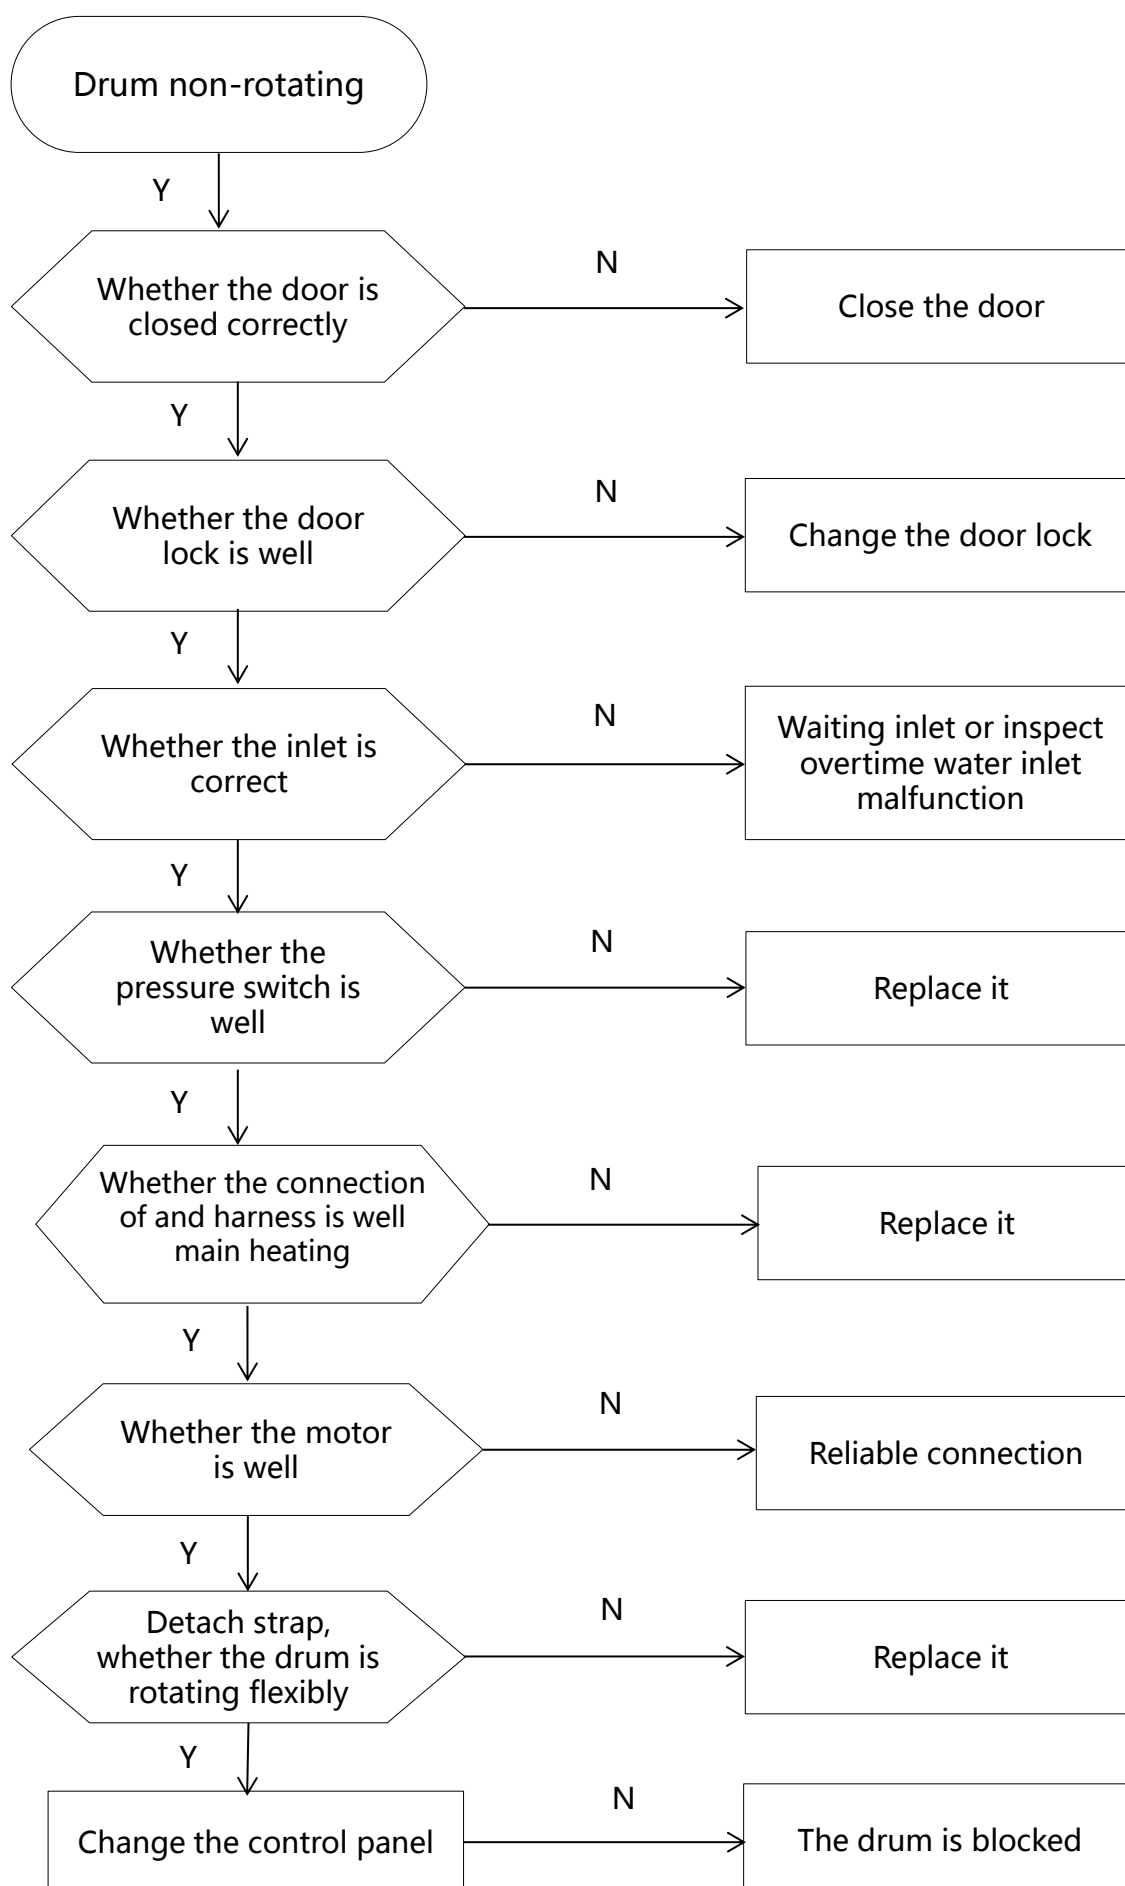 Drum non-rotating
Y
Whether the door is
closed correctly
N
Close the door
Y
Whether the door
lock is well
N
Change the door lock
Y
Whether the inlet is
correct
N
Waiting inlet or inspect
overtime water inlet
malfunction
Y
Whether the
pressure switch is
well
N
Replace it
Y
Whether the connection
of and harness is well
main heating
N
Replace it
Y
Whether the motor
is well
N
Reliable connection
Y
Detach strap,
whether the drum is
rotating flexibly
N
Replace it
Y
Change the control panel
N
The drum is blocked